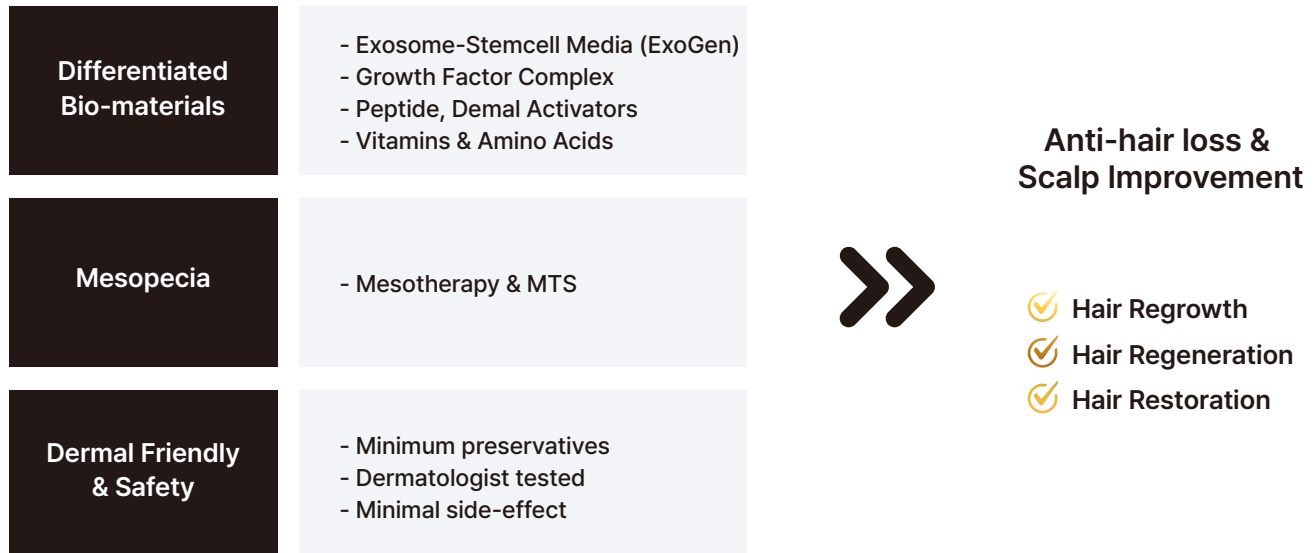 Differentiated
Bio-materials
- Exosome-Stemcell Media (ExoGen)
- Growth Factor Complex
- Peptide, Demal Activators
- Vitamins & Amino Acids
Mesopecia
- Mesotherapy & MTS
Dermal Friendly
& Safety
- Minimum preservatives
- Dermatologist tested
- Minimal side-effect
Anti-hair loss &
Scalp Improvement
Hair Regrowth
Hair Regeneration
Hair Restoration